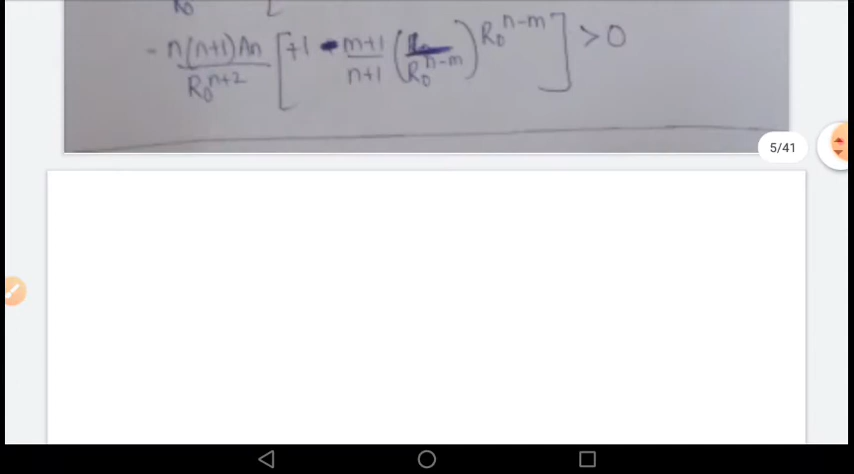 - n(n+1)An / R₀^(n+2) [+1 - m+1 / n+1 ( / R₀^(n-m)) R₀^(n-m)] > 0
5/41